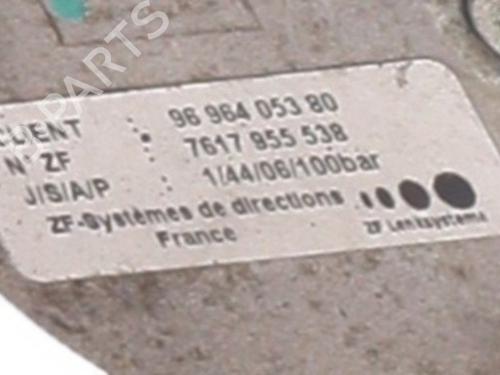 PARTS
CLIENT : 96 964 053 80
N° ZF : 7617 955 538
J/S/A/P : 1/44/06/100bar
ZF-Systèmes de directions
France
ZF Lenksysteme